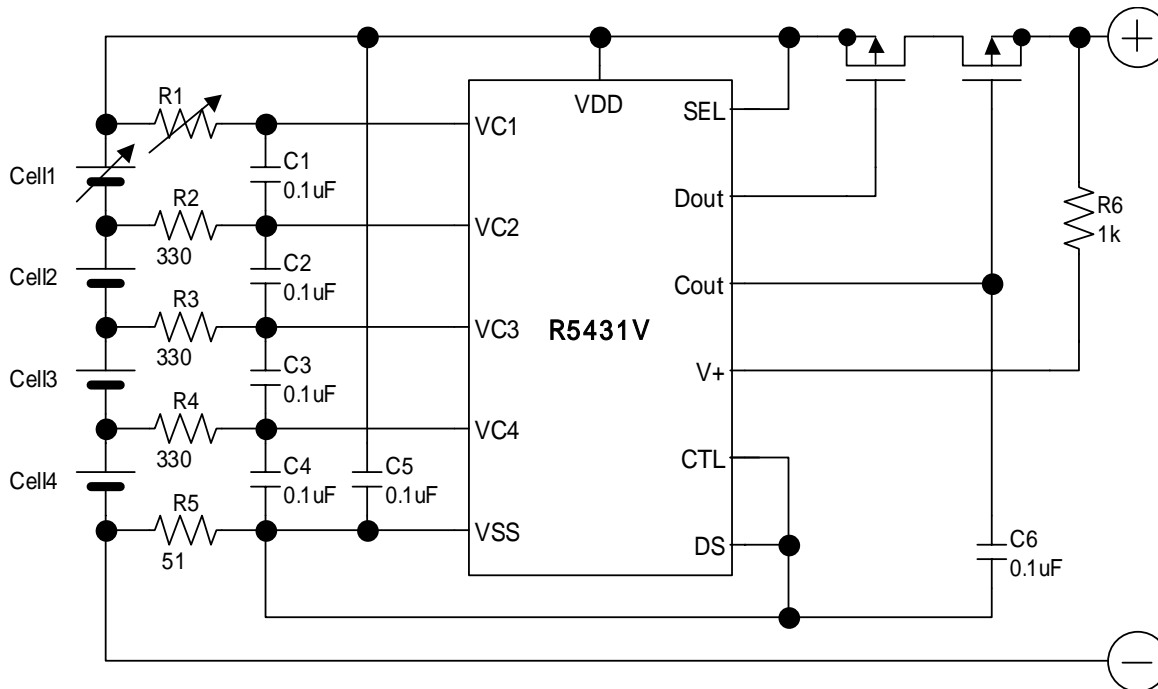 R1
VDD
SEL
VC1
Cell1
C1
0.1uF
R2
330
VC2
Dout
R6
1k
Cell2
C2
0.1uF
R3
330
VC3
R5431V
Cout
Cell3
C3
0.1uF
V+
R4
330
VC4
Cell4
C4
0.1uF
C5
0.1uF
CTL
R5
51
VSS
DS
C6
0.1uF
+
−